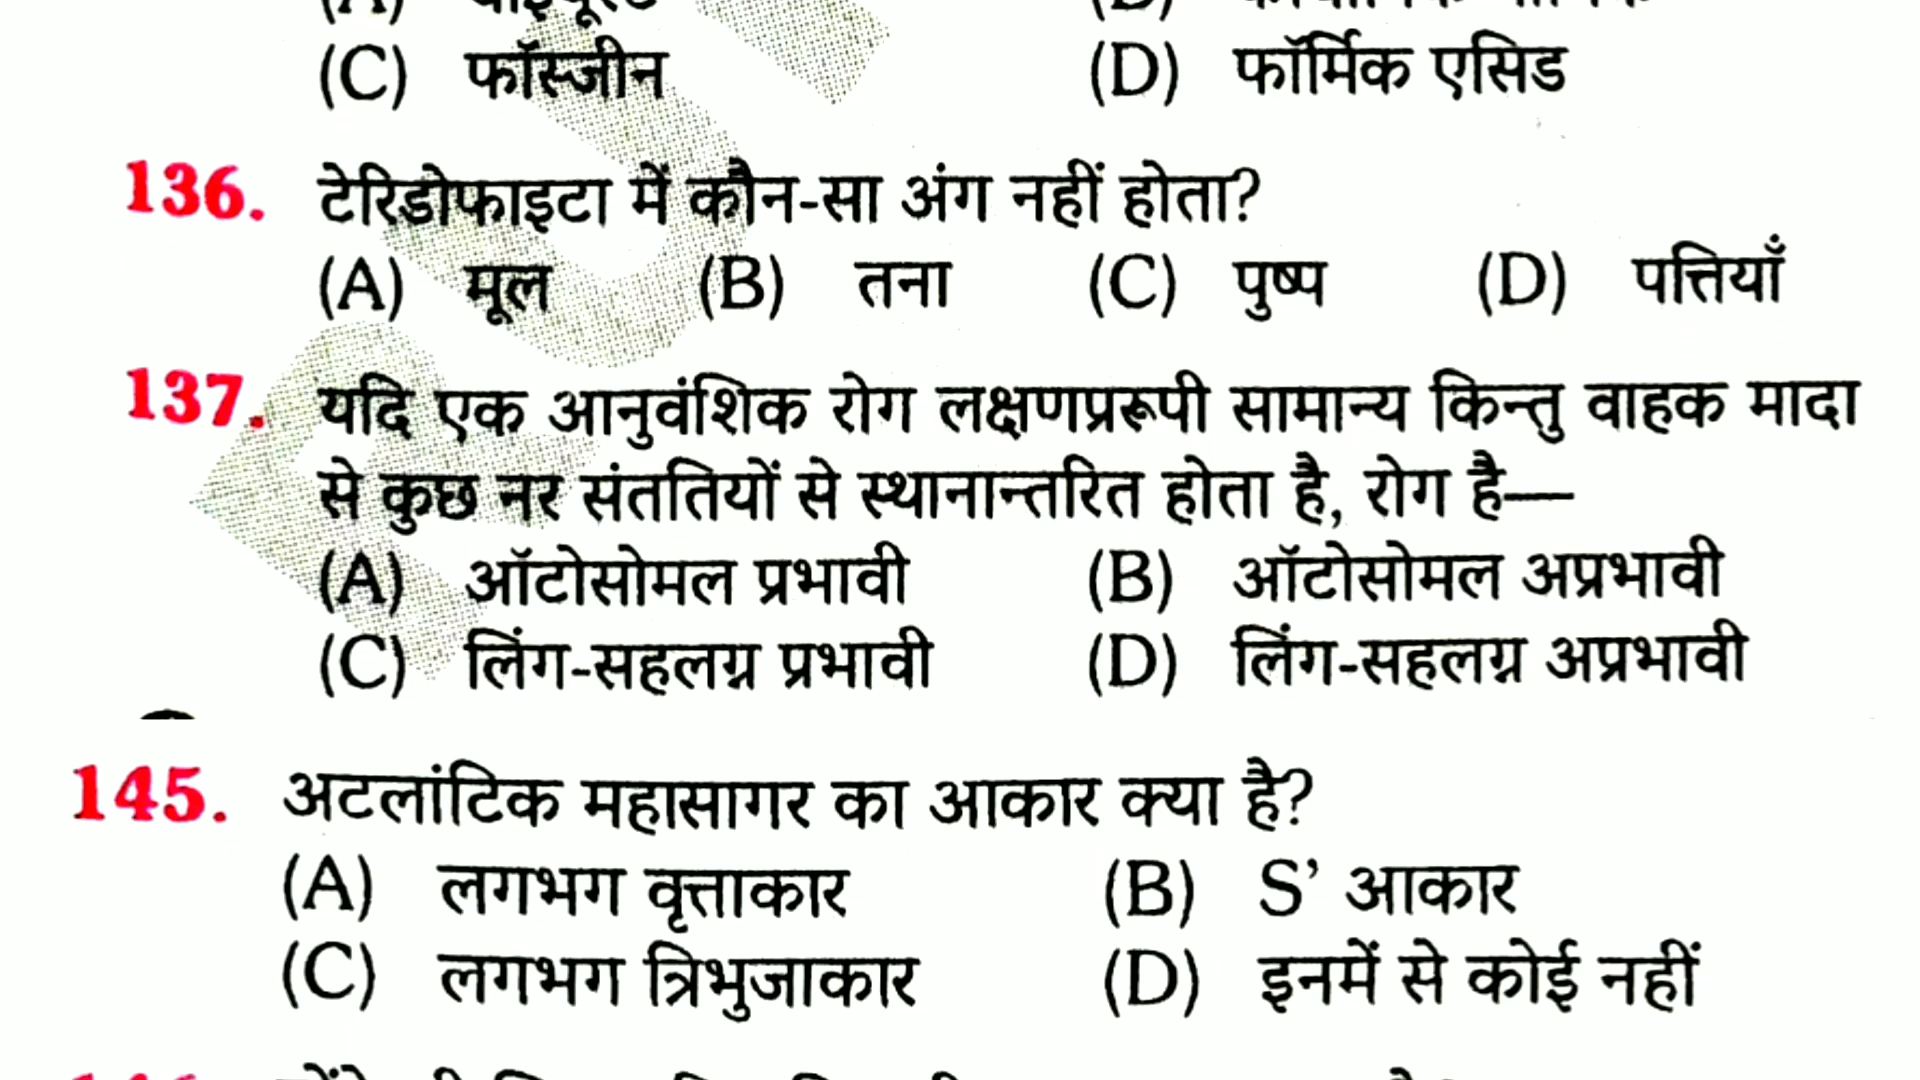 (C) फॉस्जीन (D) फॉर्मिक एसिड
136. टेरिडोफाइटा में कौन-सा अंग नहीं होता?
(A) मूल (B) तना (C) पुष्प (D) पत्तियाँ
137. यदि एक आनुवंशिक रोग लक्षणप्ररूपी सामान्य किन्तु वाहक मादा
से कुछ नर संततियों से स्थानान्तरित होता है, रोग है—
(A) ऑटोसोमल प्रभावी (B) ऑटोसोमल अप्रभावी
(C) लिंग-सहलग्न प्रभावी (D) लिंग-सहलग्न अप्रभावी
145. अटलांटिक महासागर का आकार क्या है?
(A) लगभग वृत्ताकार (B) S’ आकार
(C) लगभग त्रिभुजाकार (D) इनमें से कोई नहीं